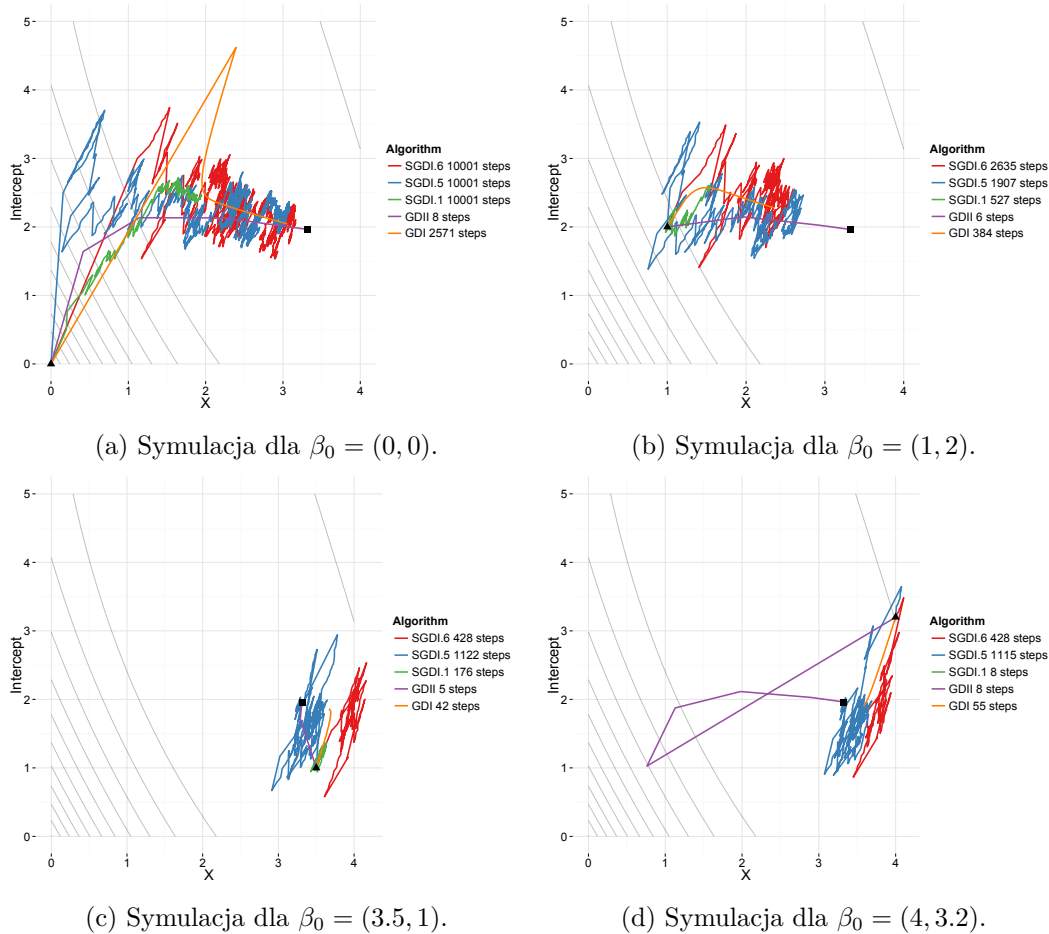 5
4
3
2
1
0
Intercept
0
1
2
3
4
X
Algorithm
SGDI.6 10001 steps
SGDI.5 10001 steps
SGDI.1 10001 steps
GDII 8 steps
GDI 2571 steps
(a) Symulacja dla β0 = (0, 0).
5
4
3
2
1
0
Intercept
0
1
2
3
4
X
Algorithm
SGDI.6 2635 steps
SGDI.5 1907 steps
SGDI.1 527 steps
GDII 6 steps
GDI 384 steps
(b) Symulacja dla β0 = (1, 2).
5
4
3
2
1
0
Intercept
0
1
2
3
4
X
Algorithm
SGDI.6 428 steps
SGDI.5 1122 steps
SGDI.1 176 steps
GDII 5 steps
GDI 42 steps
(c) Symulacja dla β0 = (3.5, 1).
5
4
3
2
1
0
Intercept
0
1
2
3
4
X
Algorithm
SGDI.6 428 steps
SGDI.5 1115 steps
SGDI.1 8 steps
GDII 8 steps
GDI 55 steps
(d) Symulacja dla β0 = (4, 3.2).